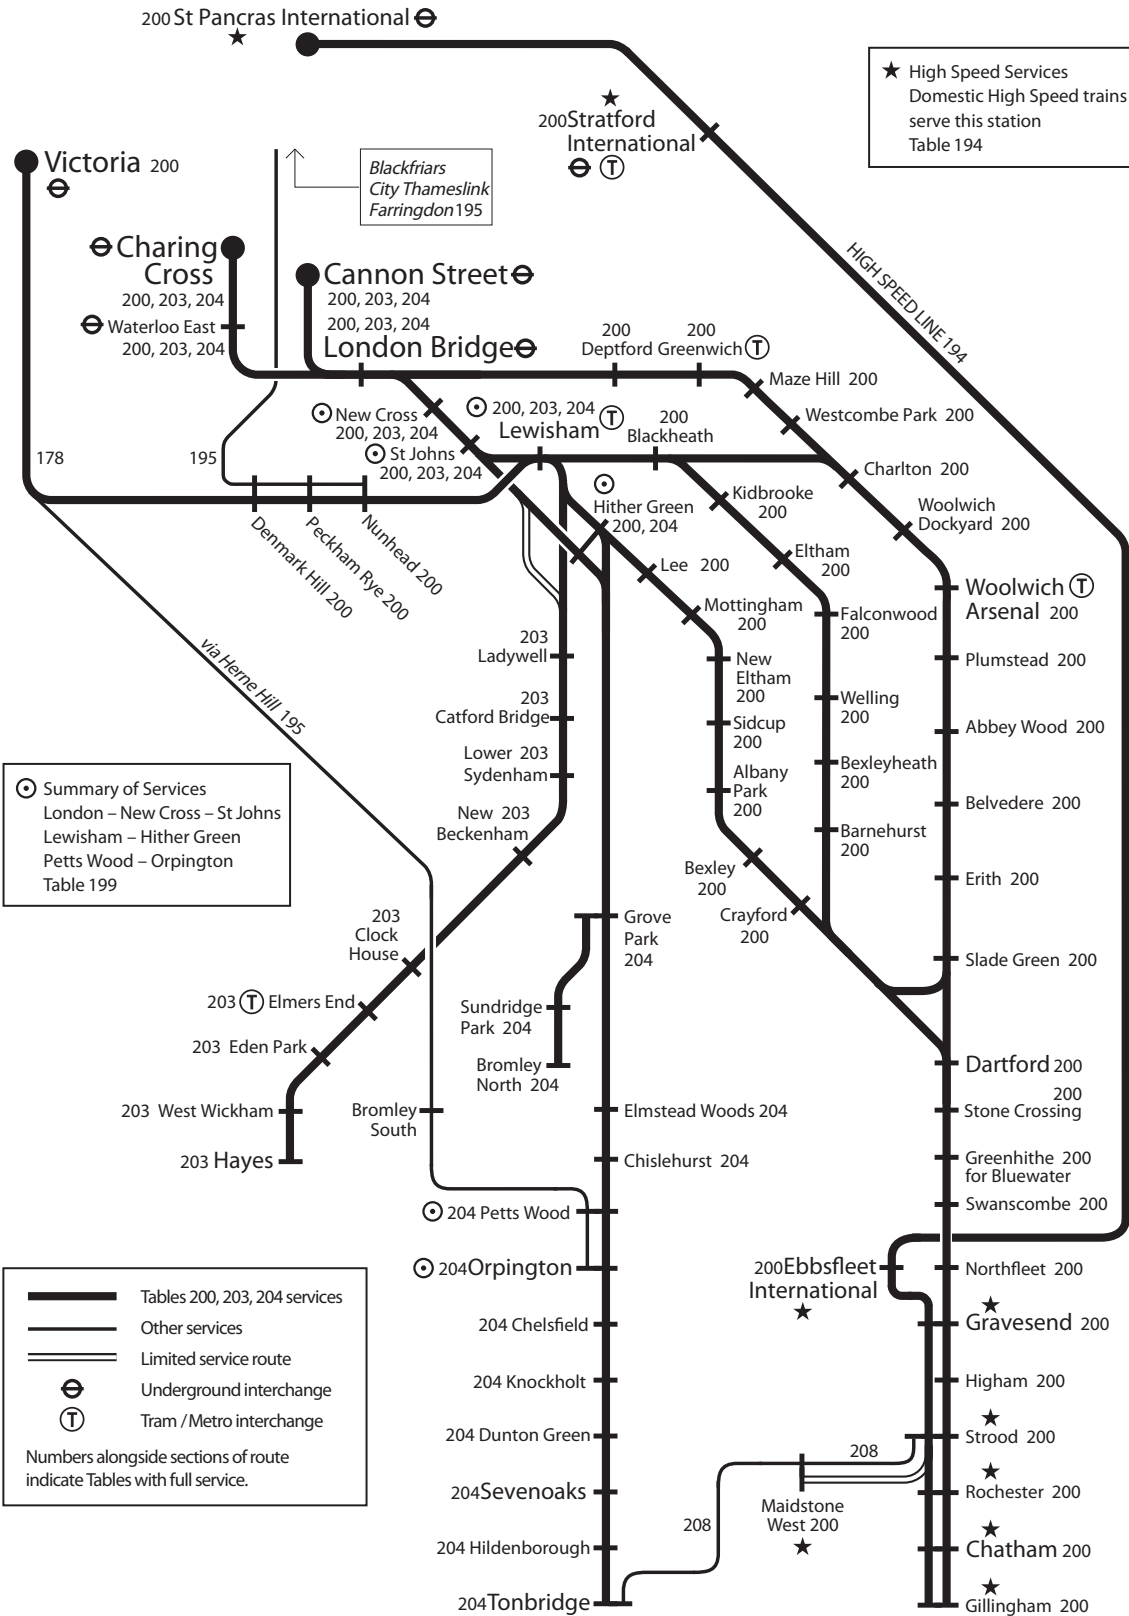 200 St Pancras International
★ High Speed Services
Domestic High Speed trains
serve this station
Table 194
200 Stratford
International
T
Victoria 200
Blackfriars
City Thameslink
Farringdon 195
HIGH SPEED LINE 194
Charing
Cross
200, 203, 204
Waterloo East
200, 203, 204
Cannon Street
200, 203, 204
200, 203, 204
London Bridge
200
Deptford
200
Greenwich T
Maze Hill 200
Westcombe Park 200
Charlton 200
Woolwich
Dockyard 200
New Cross
200, 203, 204
St Johns
200, 203, 204
200, 203, 204
Lewisham T
200
Blackheath
178
195
Denmark Hill 200
Peckham Rye 200
Nunhead 200
Hither Green
200, 204
Kidbrooke
200
Eltham
200
Lee 200
Mottingham
200
Falconwood
200
Woolwich T
Arsenal 200
via Herne Hill 195
203
Ladywell
203
Catford Bridge
Lower 203
Sydenham
New 203
Beckenham
New
Eltham
200
Sidcup
200
Albany
Park
200
Bexley
200
Crayford
200
Welling
200
Bexleyheath
200
Barnehurst
200
Plumstead 200
Abbey Wood 200
Belvedere 200
Erith 200
Slade Green 200
Summary of Services
London – New Cross – St Johns
Lewisham – Hither Green
Petts Wood – Orpington
Table 199
203
Clock
House
203 T Elmers End
203 Eden Park
203 West Wickham
203 Hayes
Grove
Park
204
Sundridge
Park 204
Bromley
North 204
Bromley
South
Elmstead Woods 204
Chislehurst 204
204 Petts Wood
204 Orpington
204 Chelsfield
204 Knockholt
204 Dunton Green
204 Sevenoaks
204 Hildenborough
204 Tonbridge
Dartford 200
200
Stone Crossing
Greenhithe 200
for Bluewater
Swanscombe 200
200 Ebbsfleet
International
Northfleet 200
Gravesend 200
Higham 200
Strood 200
Rochester 200
Chatham 200
Gillingham 200
208
Maidstone
West 200
208
Tables 200, 203, 204 services
Other services
Limited service route
Underground interchange
T Tram / Metro interchange
Numbers alongside sections of route
indicate Tables with full service.